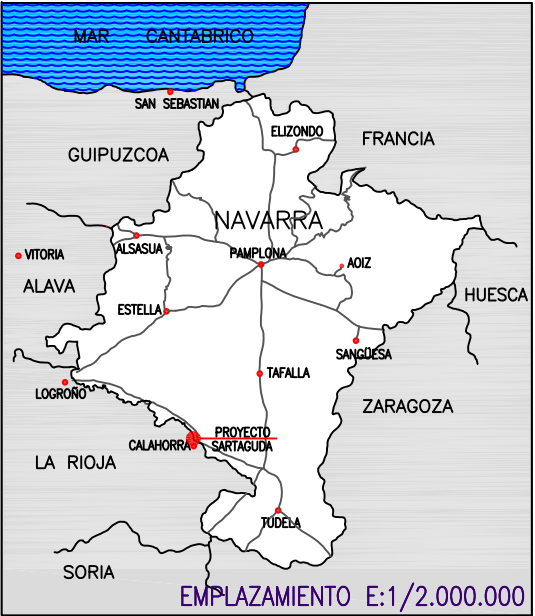 MAR CANTABRICO
SAN SEBASTIAN
ELIZONDO
FRANCIA
GUIPUZCOA
NAVARRA
ALSASUA
PAMPLONA
VITORIA
AOIZ
ALAVA
HUESCA
ESTELLA
SANGÜESA
TAFALLA
LOGROÑO
ZARAGOZA
PROYECTO
CALAHORRA
SARTAGUDA
LA RIOJA
TUDELA
SORIA
EMPLAZAMIENTO E:1/2.000.000